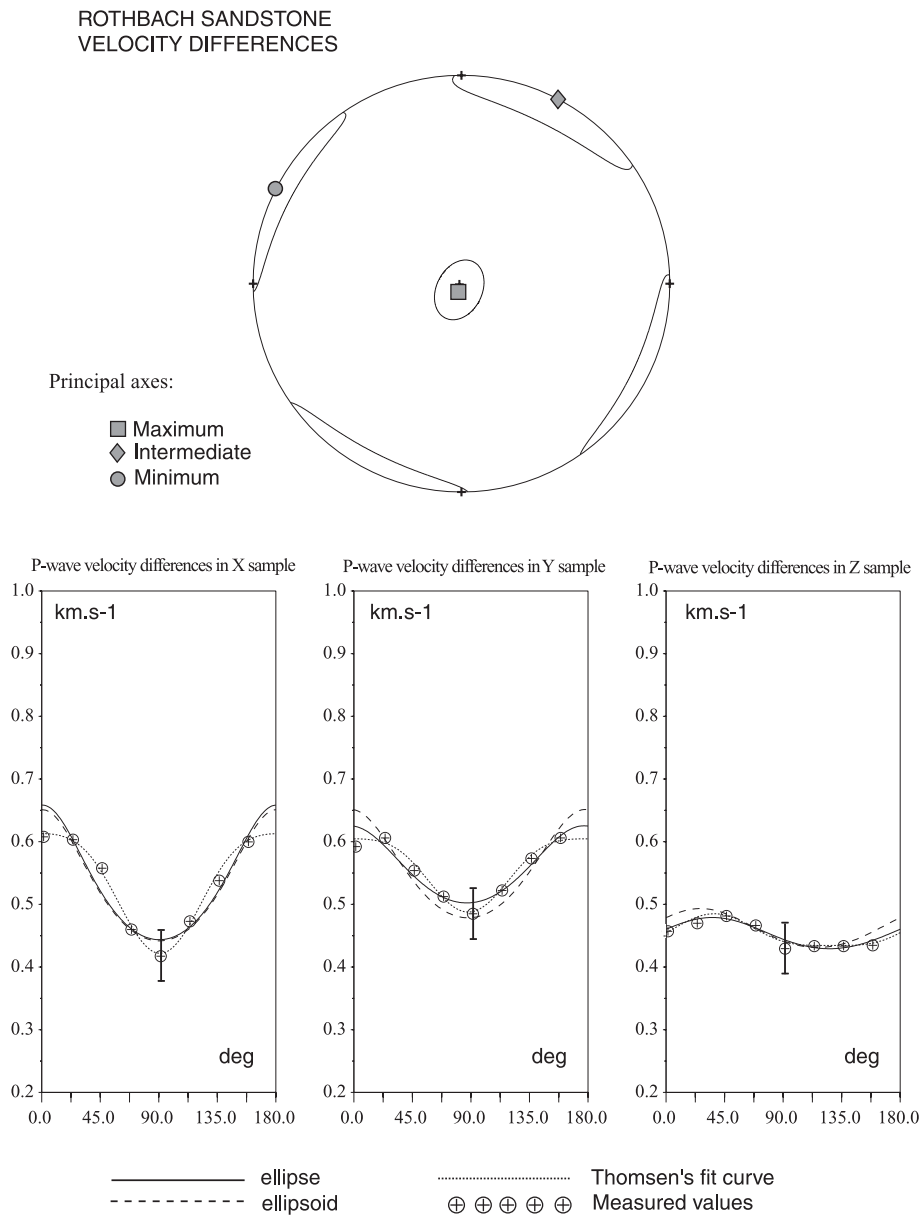 ROTHBACH SANDSTONE
VELOCITY DIFFERENCES
Principal axes:
Maximum
Intermediate
Minimum
P-wave velocity differences in X sample
P-wave velocity differences in Y sample
P-wave velocity differences in Z sample
1.0
0.9
0.8
0.7
0.6
0.5
0.4
0.3
0.2
km.s-1
deg
0.0 45.0 90.0 135.0 180.0
1.0
0.9
0.8
0.7
0.6
0.5
0.4
0.3
0.2
km.s-1
deg
0.0 45.0 90.0 135.0 180.0
1.0
0.9
0.8
0.7
0.6
0.5
0.4
0.3
0.2
km.s-1
deg
0.0 45.0 90.0 135.0 180.0
ellipse
ellipsoid
Thomsen's fit curve
Measured values